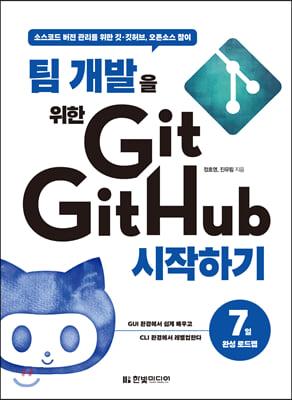 소스코드 버전 관리를 위한 깃·깃허브, 오픈소스 참여
팀 개발을
위한
Git
정호영, 진유림 지음
GitHub
시작하기
GUI 환경에서 쉽게 배우고
CLI 환경에서 레벨업한다
7일
완성 로드맵
한빛미디어